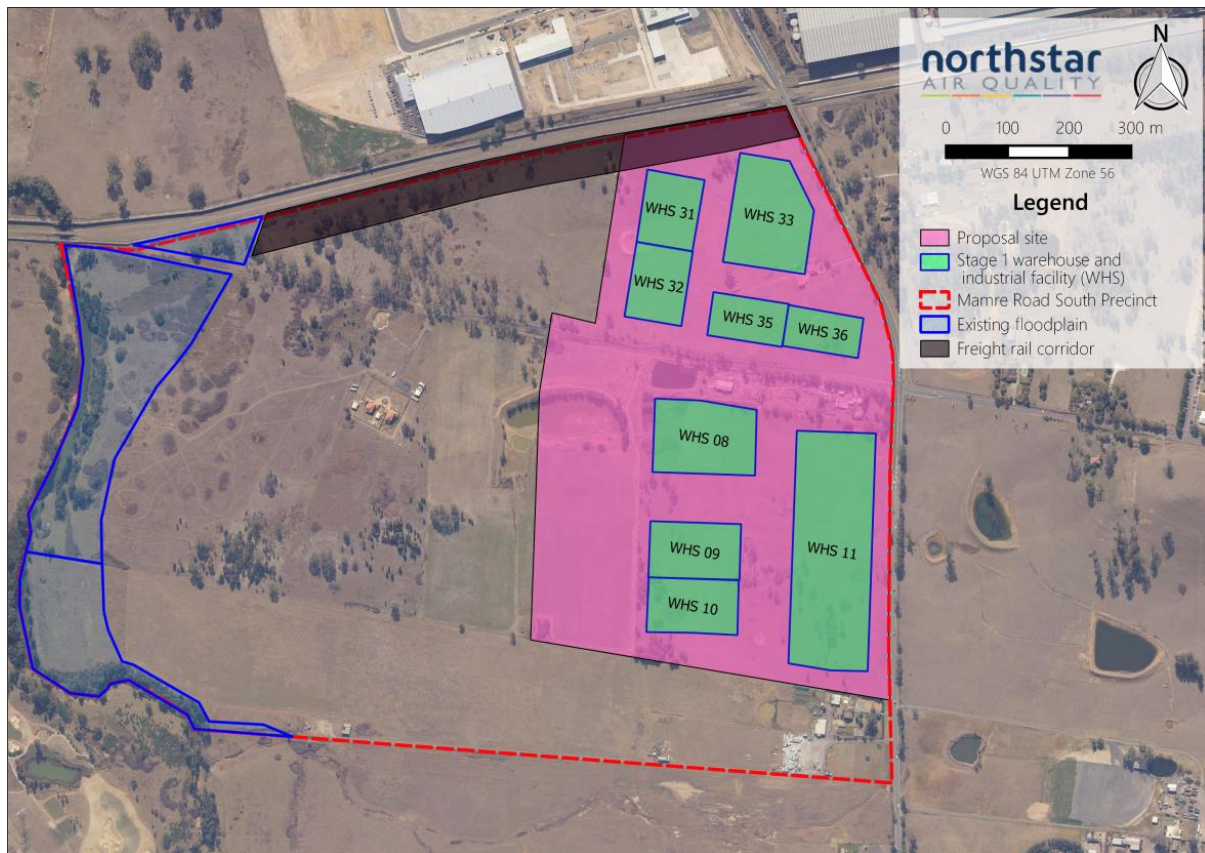 northstar
AIR QUALITY
N
0 100 200 300 m
WGS 84 UTM Zone 56
Legend
Proposal site
Stage 1 warehouse and
industrial facility (WHS)
Mamre Road South Precinct
Existing floodplain
Freight rail corridor
WHS 31
WHS 33
WHS 32
WHS 35
WHS 36
WHS 08
WHS 09
WHS 11
WHS 10